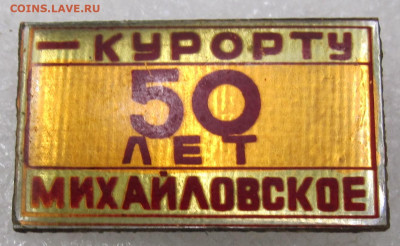 COINS.LAVE.RU
КУРОРТУ
50
ЛЕТ
МИХАЙЛОВСКОЕ